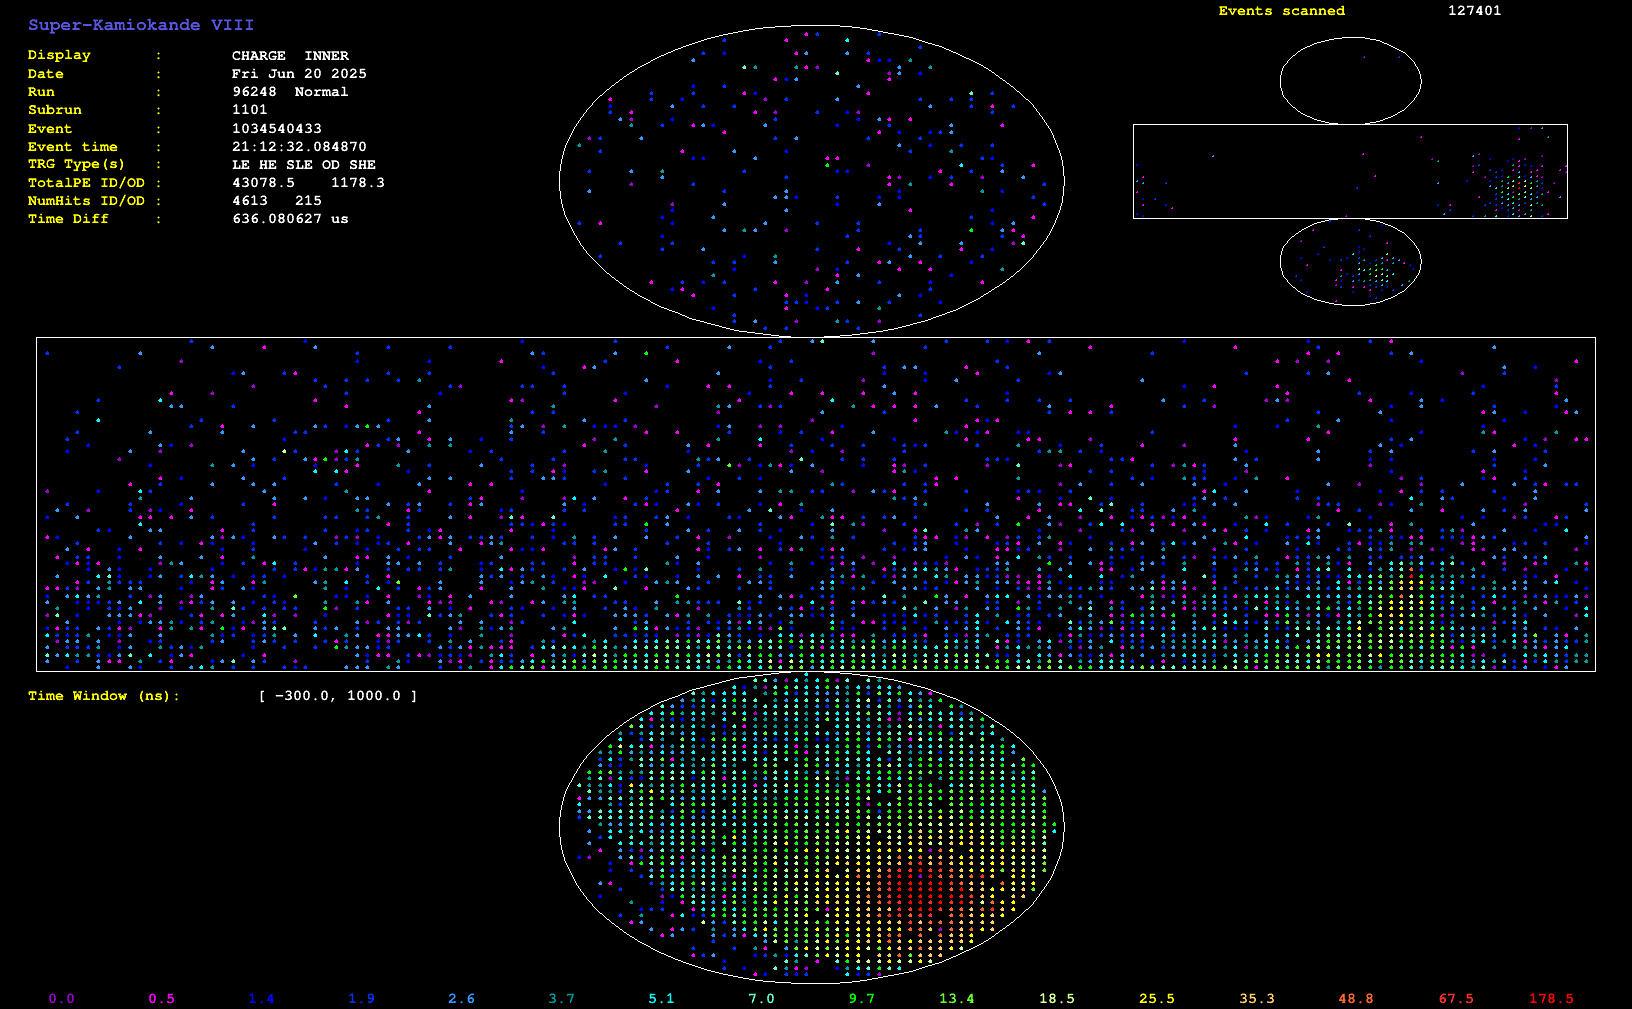 Super-Kamiokande VIII
Events scanned 127401
Display : CHARGE INNER
Date : Fri Jun 20 2025
Run : 96248 Normal
Subrun : 1101
Event : 1034540433
Event time : 21:12:32.084870
TRG Type(s) : LE HE SLE OD SHE
TotalPE ID/OD : 43078.5 1178.3
NumHits ID/OD : 4613 215
Time Diff : 636.080627 us
Time Window (ns): [ -300.0, 1000.0 ]
0.0 0.5 1.4 1.9 2.6 3.7 5.1 7.0 9.7 13.4 18.5 25.5 35.3 48.8 67.5 178.5